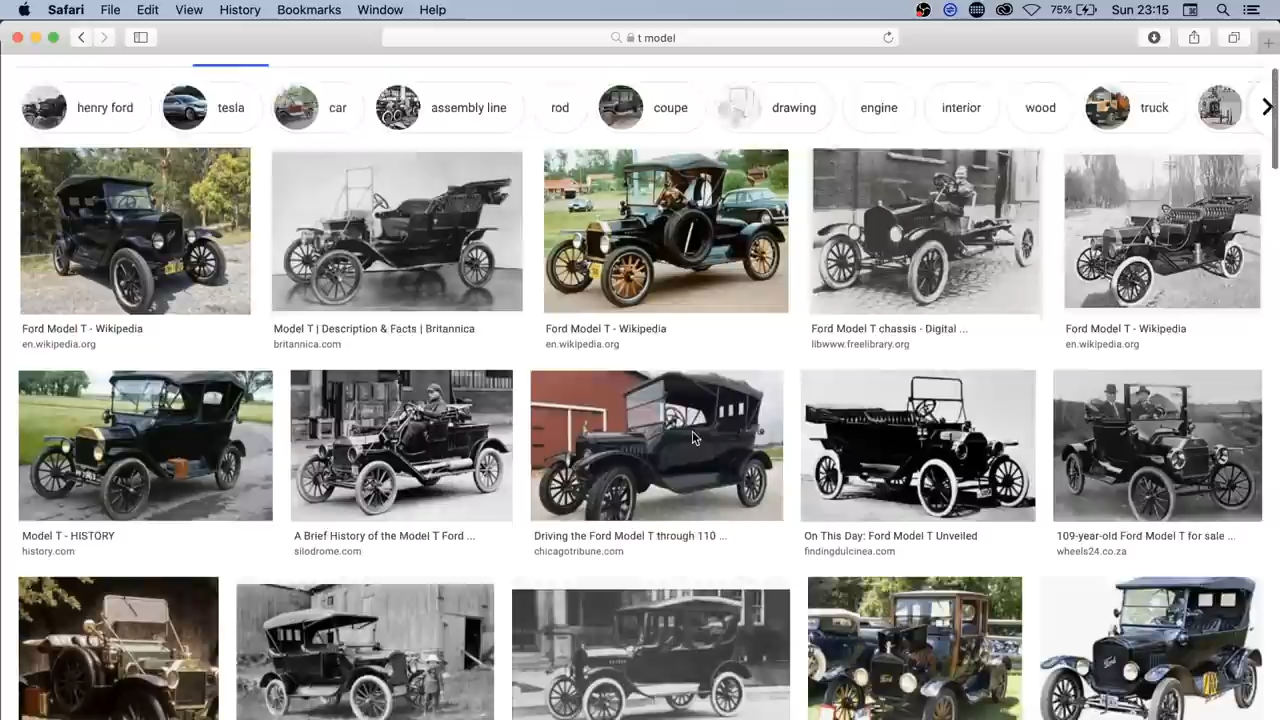 Safari File Edit View History Bookmarks Window Help 75% Sun 23:15
t model
henry ford tesla car assembly line rod coupe drawing engine interior wood truck
Ford Model T - Wikipedia
en.wikipedia.org
Model T | Description & Facts | Britannica
britannica.com
Ford Model T - Wikipedia
en.wikipedia.org
Ford Model T chassis - Digital ...
libwww.freelibrary.org
Ford Model T - Wikipedia
en.wikipedia.org
Model T - HISTORY
history.com
A Brief History of the Model T Ford ...
silodrome.com
Driving the Ford Model T through 110 ...
chicagotribune.com
On This Day: Ford Model T Unveiled
findingdulcinea.com
109-year-old Ford Model T for sale ...
wheels24.co.za
Ford
Ford